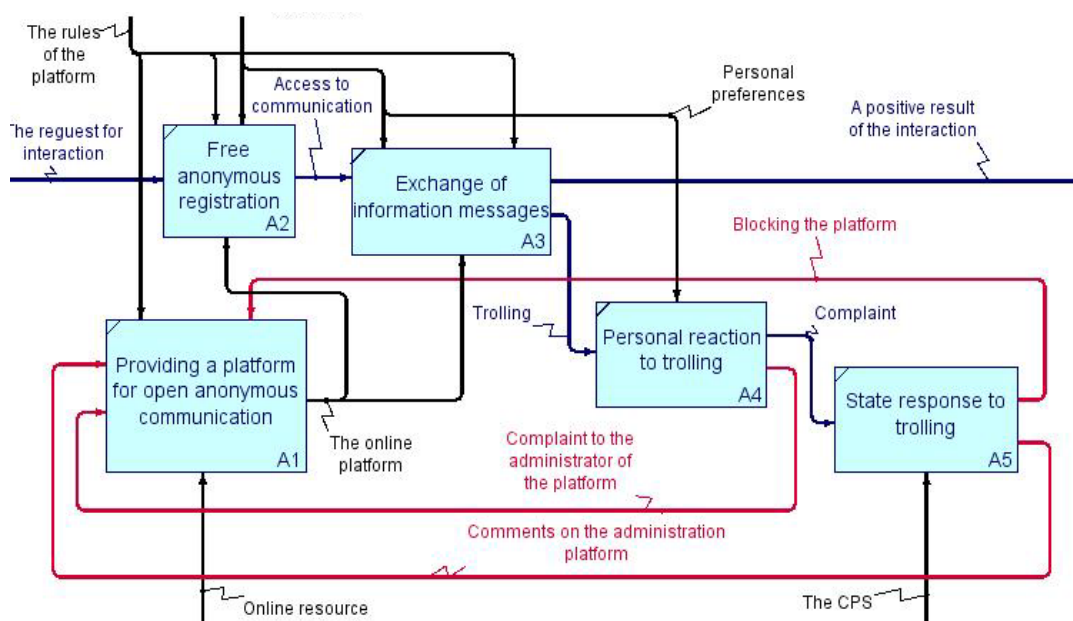 The rules
of the
platform
Access to
communication
Personal
preferences
A positive result
of the interaction
The reguest for
interaction
Free
anonymous
registration
A2
Exchange of
information messages
A3
Blocking the platform
Trolling
Personal reaction
to trolling
A4
Complaint
Providing a platform
for open anonymous
communication
A1
State response to
trolling
A5
The online
platform
Complaint to the
administrator of
the platform
Comments on the administration
platform
Online resource
The CPS